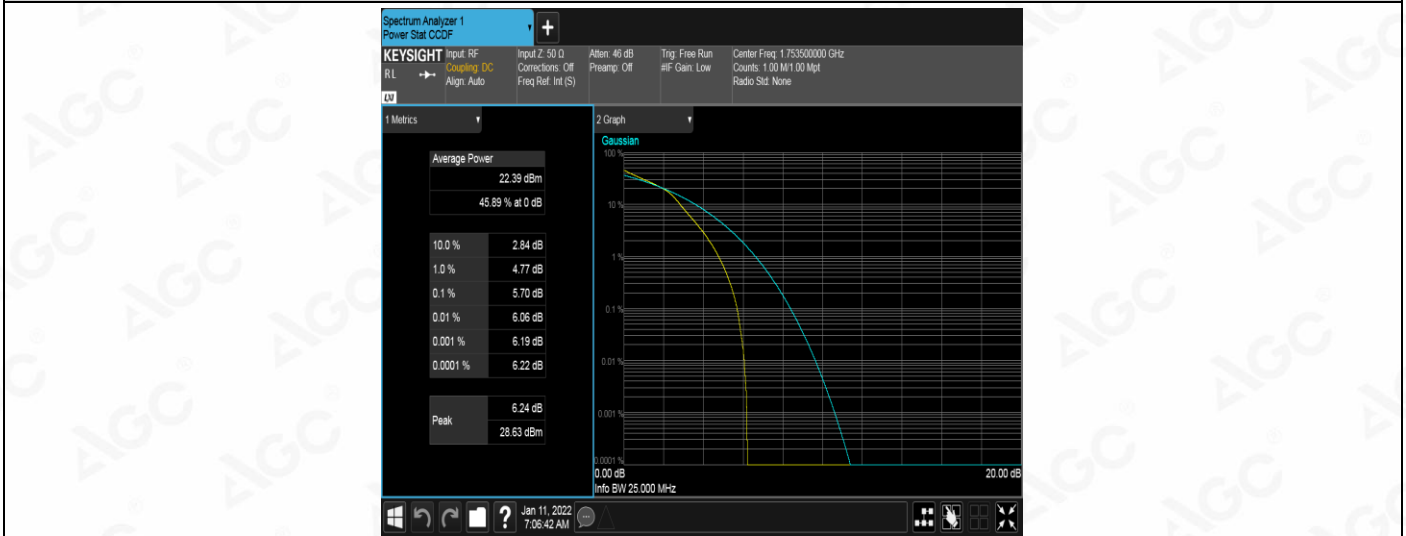 Spectrum Analyzer 1
Power Stat CCDF
+
KEYSIGHT
RL
LXI
Input: RF
Coupling: DC
Align: Auto
Input Z: 50 Ω
Corrections: Off
Freq Ref: Int (S)
Atten: 46 dB
Preamp: Off
Trig: Free Run
#IF Gain: Low
Center Freq: 1.753500000 GHz
Counts: 1.00 M/1.00 Mpt
Radio Std: None
1 Metrics
Average Power
22.39 dBm
45.89 % at 0 dB
10.0 % 2.84 dB
1.0 % 4.77 dB
0.1 % 5.70 dB
0.01 % 6.06 dB
0.001 % 6.19 dB
0.0001 % 6.22 dB
Peak
6.24 dB
28.63 dBm
2 Graph
Gaussian
100 %
10 %
1 %
0.1 %
0.01 %
0.001 %
0.0001 %
0.00 dB 20.00 dB
Info BW 25.000 MHz
?
Jan 11, 2022
7:06:42 AM
AGC